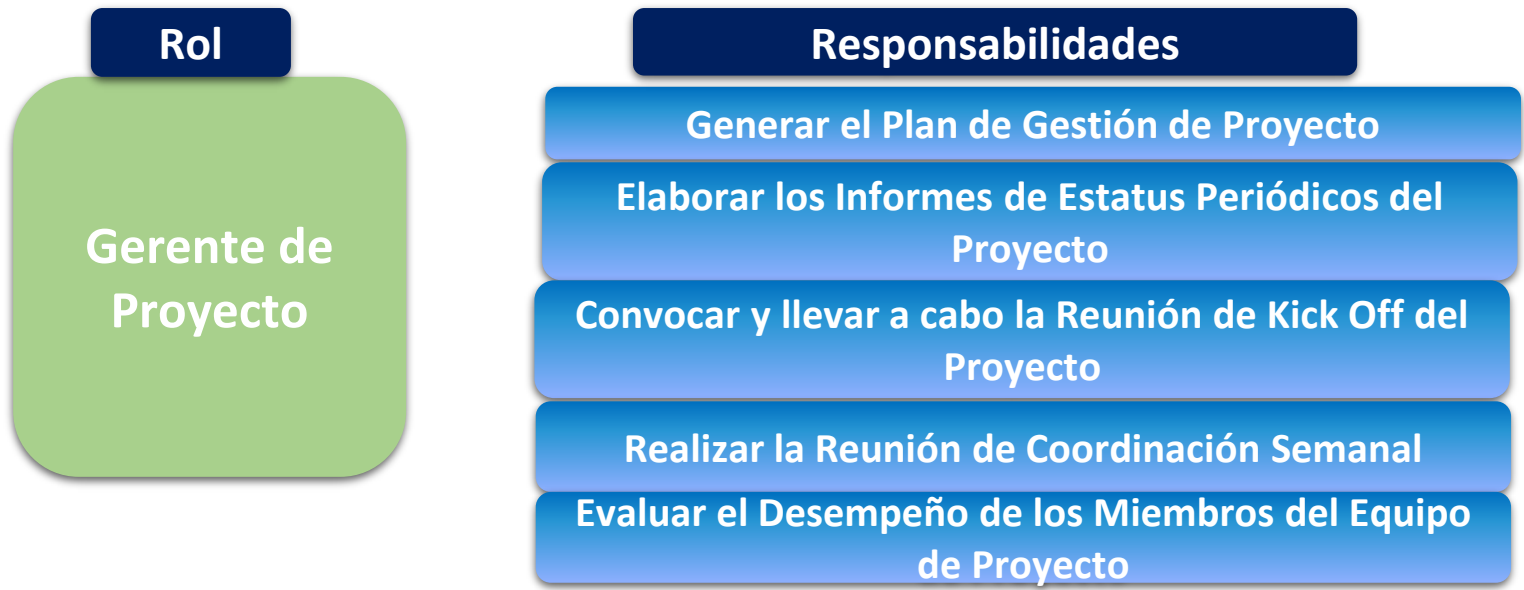 Rol
Responsabilidades
Gerente de
Proyecto
Generar el Plan de Gestión de Proyecto
Elaborar los Informes de Estatus Periódicos del
Proyecto
Convocar y llevar a cabo la Reunión de Kick Off del
Proyecto
Realizar la Reunión de Coordinación Semanal
Evaluar el Desempeño de los Miembros del Equipo
de Proyecto